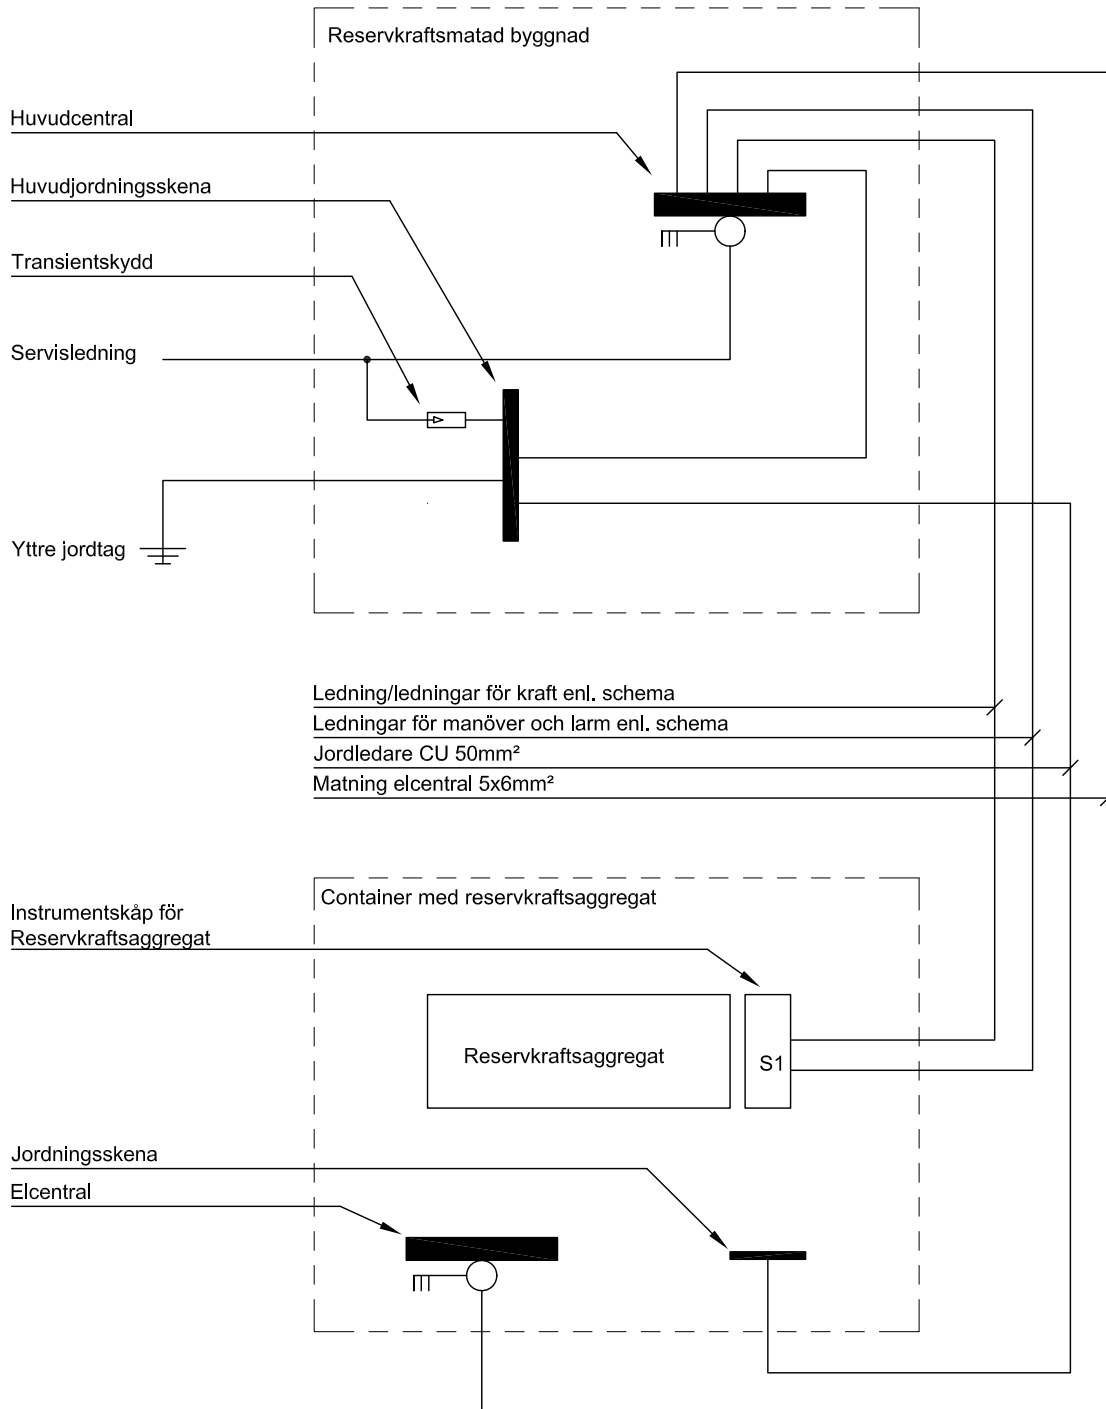 Reservkraftsmatad byggnad
Huvudcentral
Huvudjordningsskena
Transientskydd
Servisledning
Yttre jordtag
Ledning/ledningar för kraft enl. schema
Ledningar för manöver och larm enl. schema
Jordledare CU 50mm²
Matning elcentral 5x6mm²
Container med reservkraftsaggregat
Instrumentskåp för
Reservkraftsaggregat
Reservkraftsaggregat
S1
Jordningsskena
Elcentral